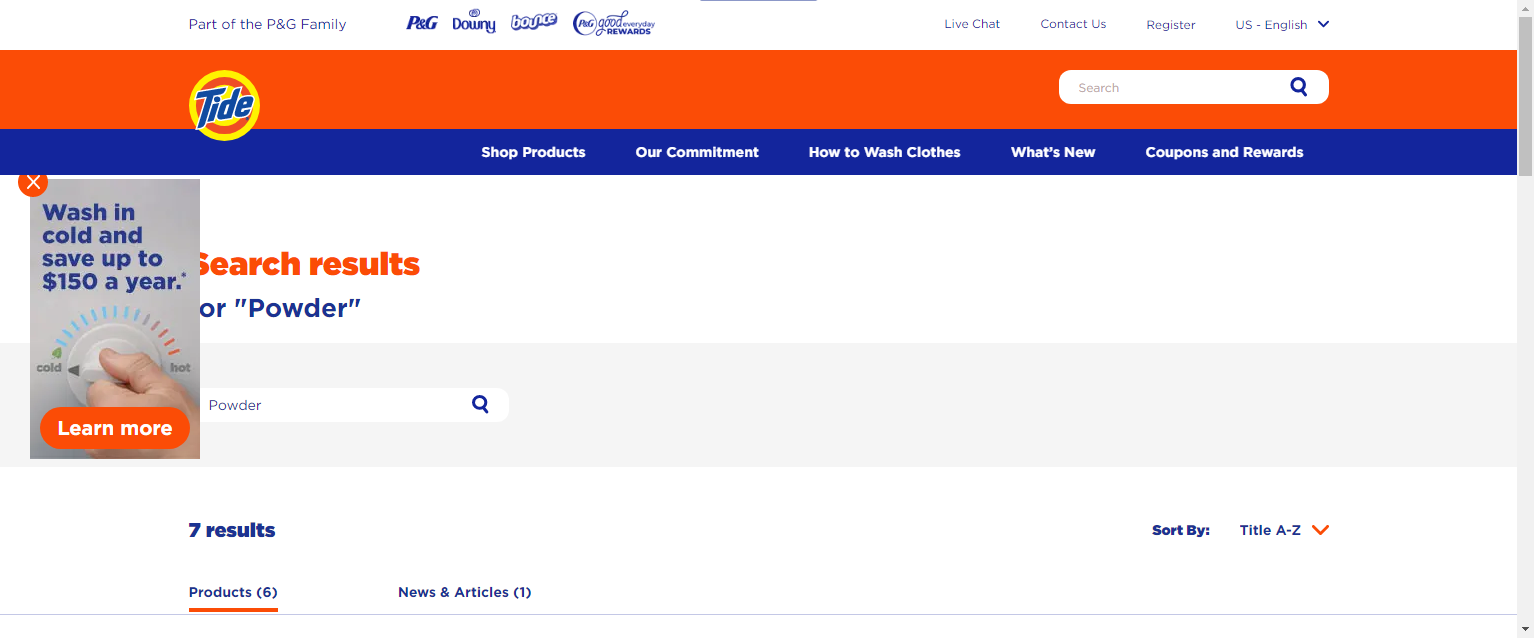 Part of the P&G Family
P&G
Downy
bounce
P&G good everyday
REWARDS
Live Chat
Contact Us
Register
US - English
Tide
Search
Shop Products
Our Commitment
How to Wash Clothes
What's New
Coupons and Rewards
Wash in
cold and
save up to
$150 a year.*
cold
hot
Learn more
Search results
or "Powder"
Powder
7 results
Sort By:
Title A-Z
Products (6)
News & Articles (1)